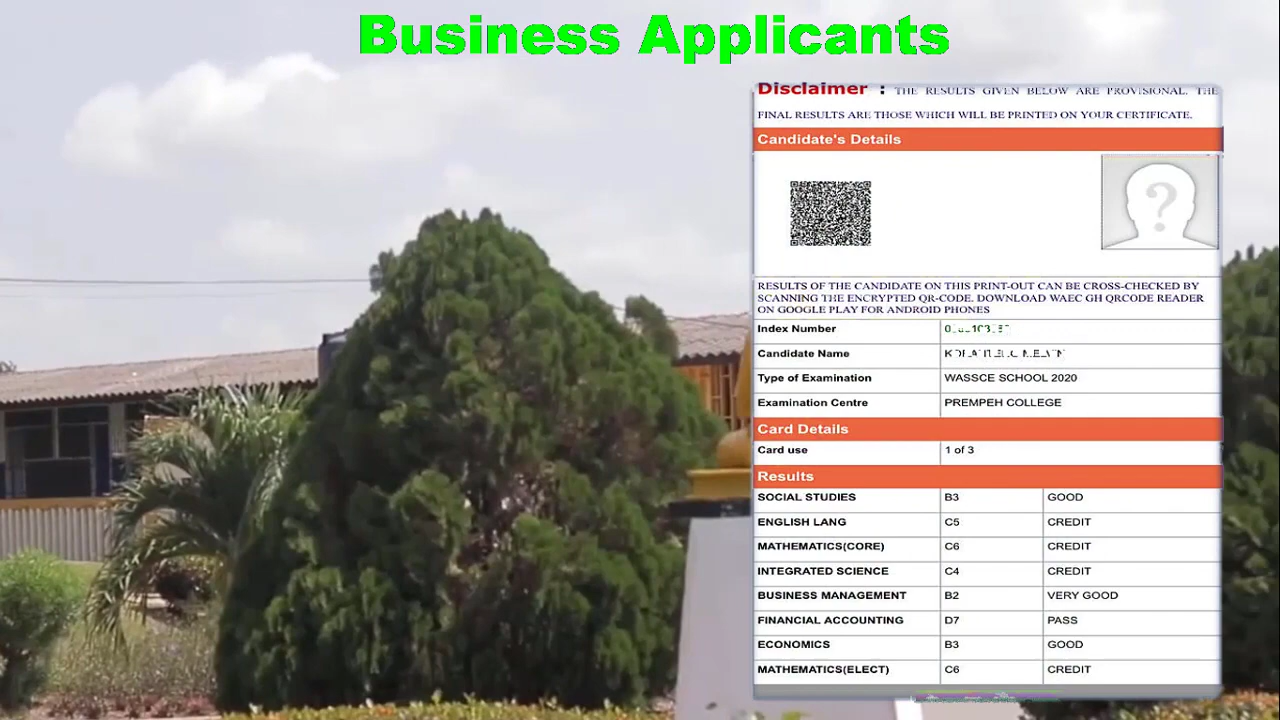 Business Applicants
Disclaimer : THE RESULTS GIVEN BELOW ARE PROVISIONAL. THE
FINAL RESULTS ARE THOSE WHICH WILL BE PRINTED ON YOUR CERTIFICATE.
Candidate's Details
RESULTS OF THE CANDIDATE ON THIS PRINT-OUT CAN BE CROSS-CHECKED BY
SCANNING THE ENCRYPTED QR-CODE. DOWNLOAD WAEC GH QRCODE READER
ON GOOGLE PLAY FOR ANDROID PHONES
Index Number
Candidate Name
Type of Examination WASSCE SCHOOL 2020
Examination Centre PREMPEH COLLEGE
Card Details
Card use 1 of 3
Results
SOCIAL STUDIES B3 GOOD
ENGLISH LANG C5 CREDIT
MATHEMATICS(CORE) C6 CREDIT
INTEGRATED SCIENCE C4 CREDIT
BUSINESS MANAGEMENT B2 VERY GOOD
FINANCIAL ACCOUNTING D7 PASS
ECONOMICS B3 GOOD
MATHEMATICS(ELECT) C6 CREDIT